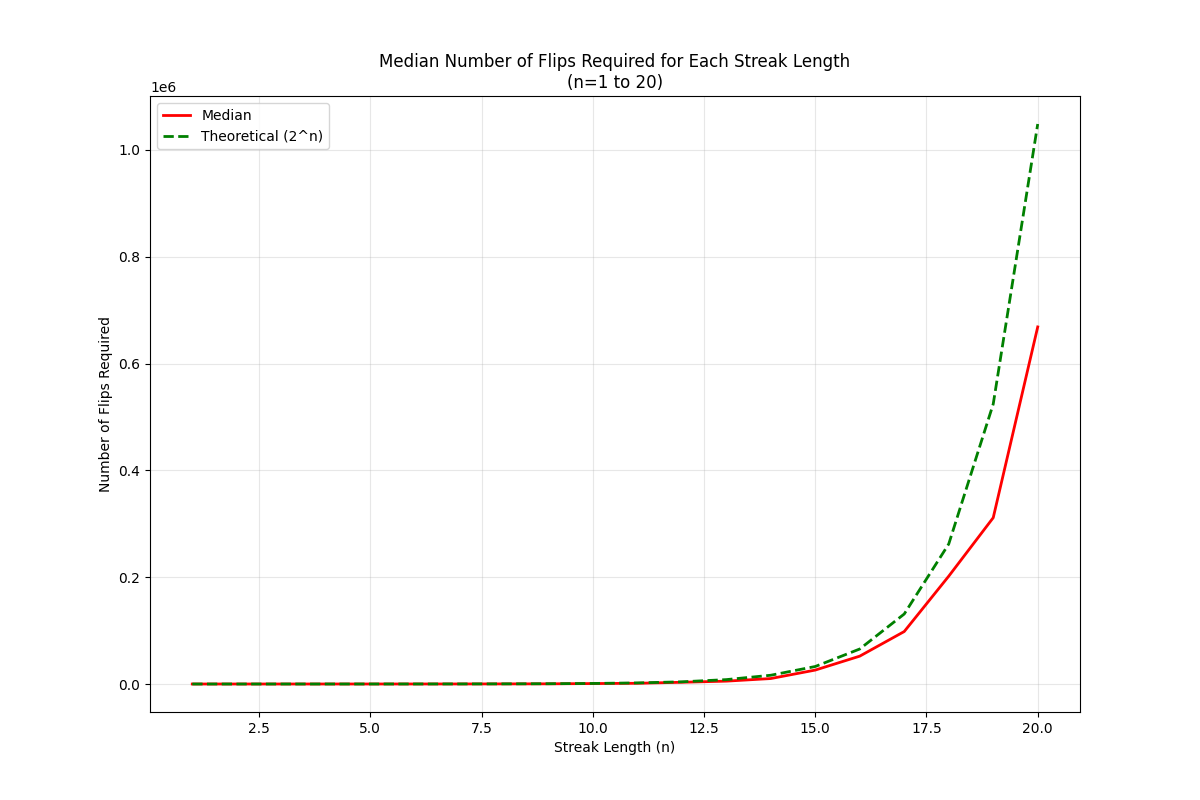 Median Number of Flips Required for Each Streak Length
(n=1 to 20)
1e6
Median
Theoretical (2^n)
1.0
0.8
0.6
0.4
0.2
0.0
Number of Flips Required
2.5 5.0 7.5 10.0 12.5 15.0 17.5 20.0
Streak Length (n)